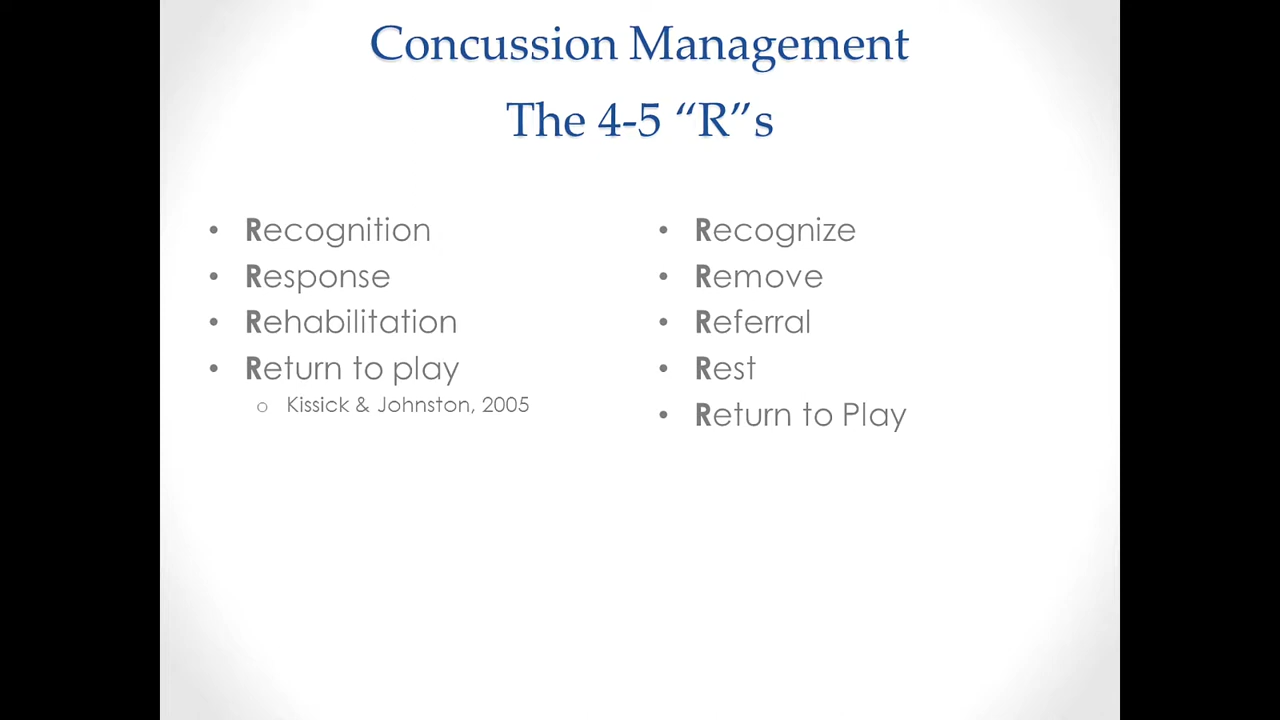 Concussion Management
The 4-5 “R”s
• Recognition
• Response
• Rehabilitation
• Return to play
o Kissick & Johnston, 2005
• Recognize
• Remove
• Referral
• Rest
• Return to Play